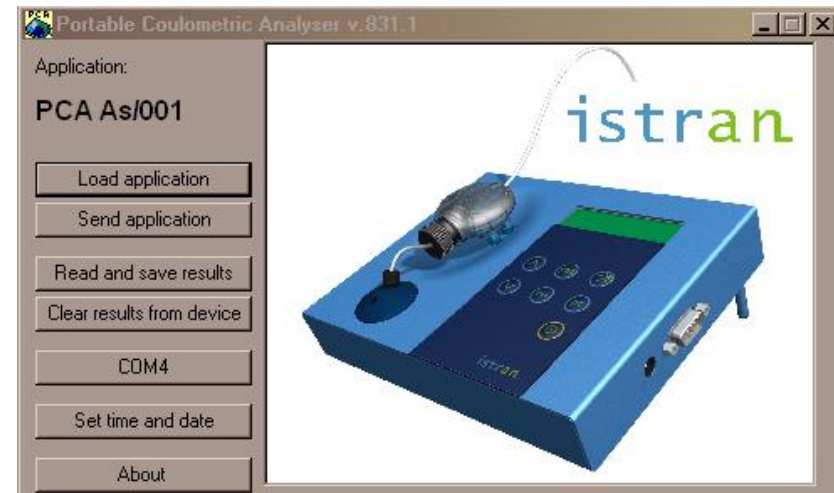 Portable Coulometric Analyser v.831.1
Application:
PCA As/001
Load application
Send application
Read and save results
Clear results from device
COM4
Set time and date
About
istran
istran